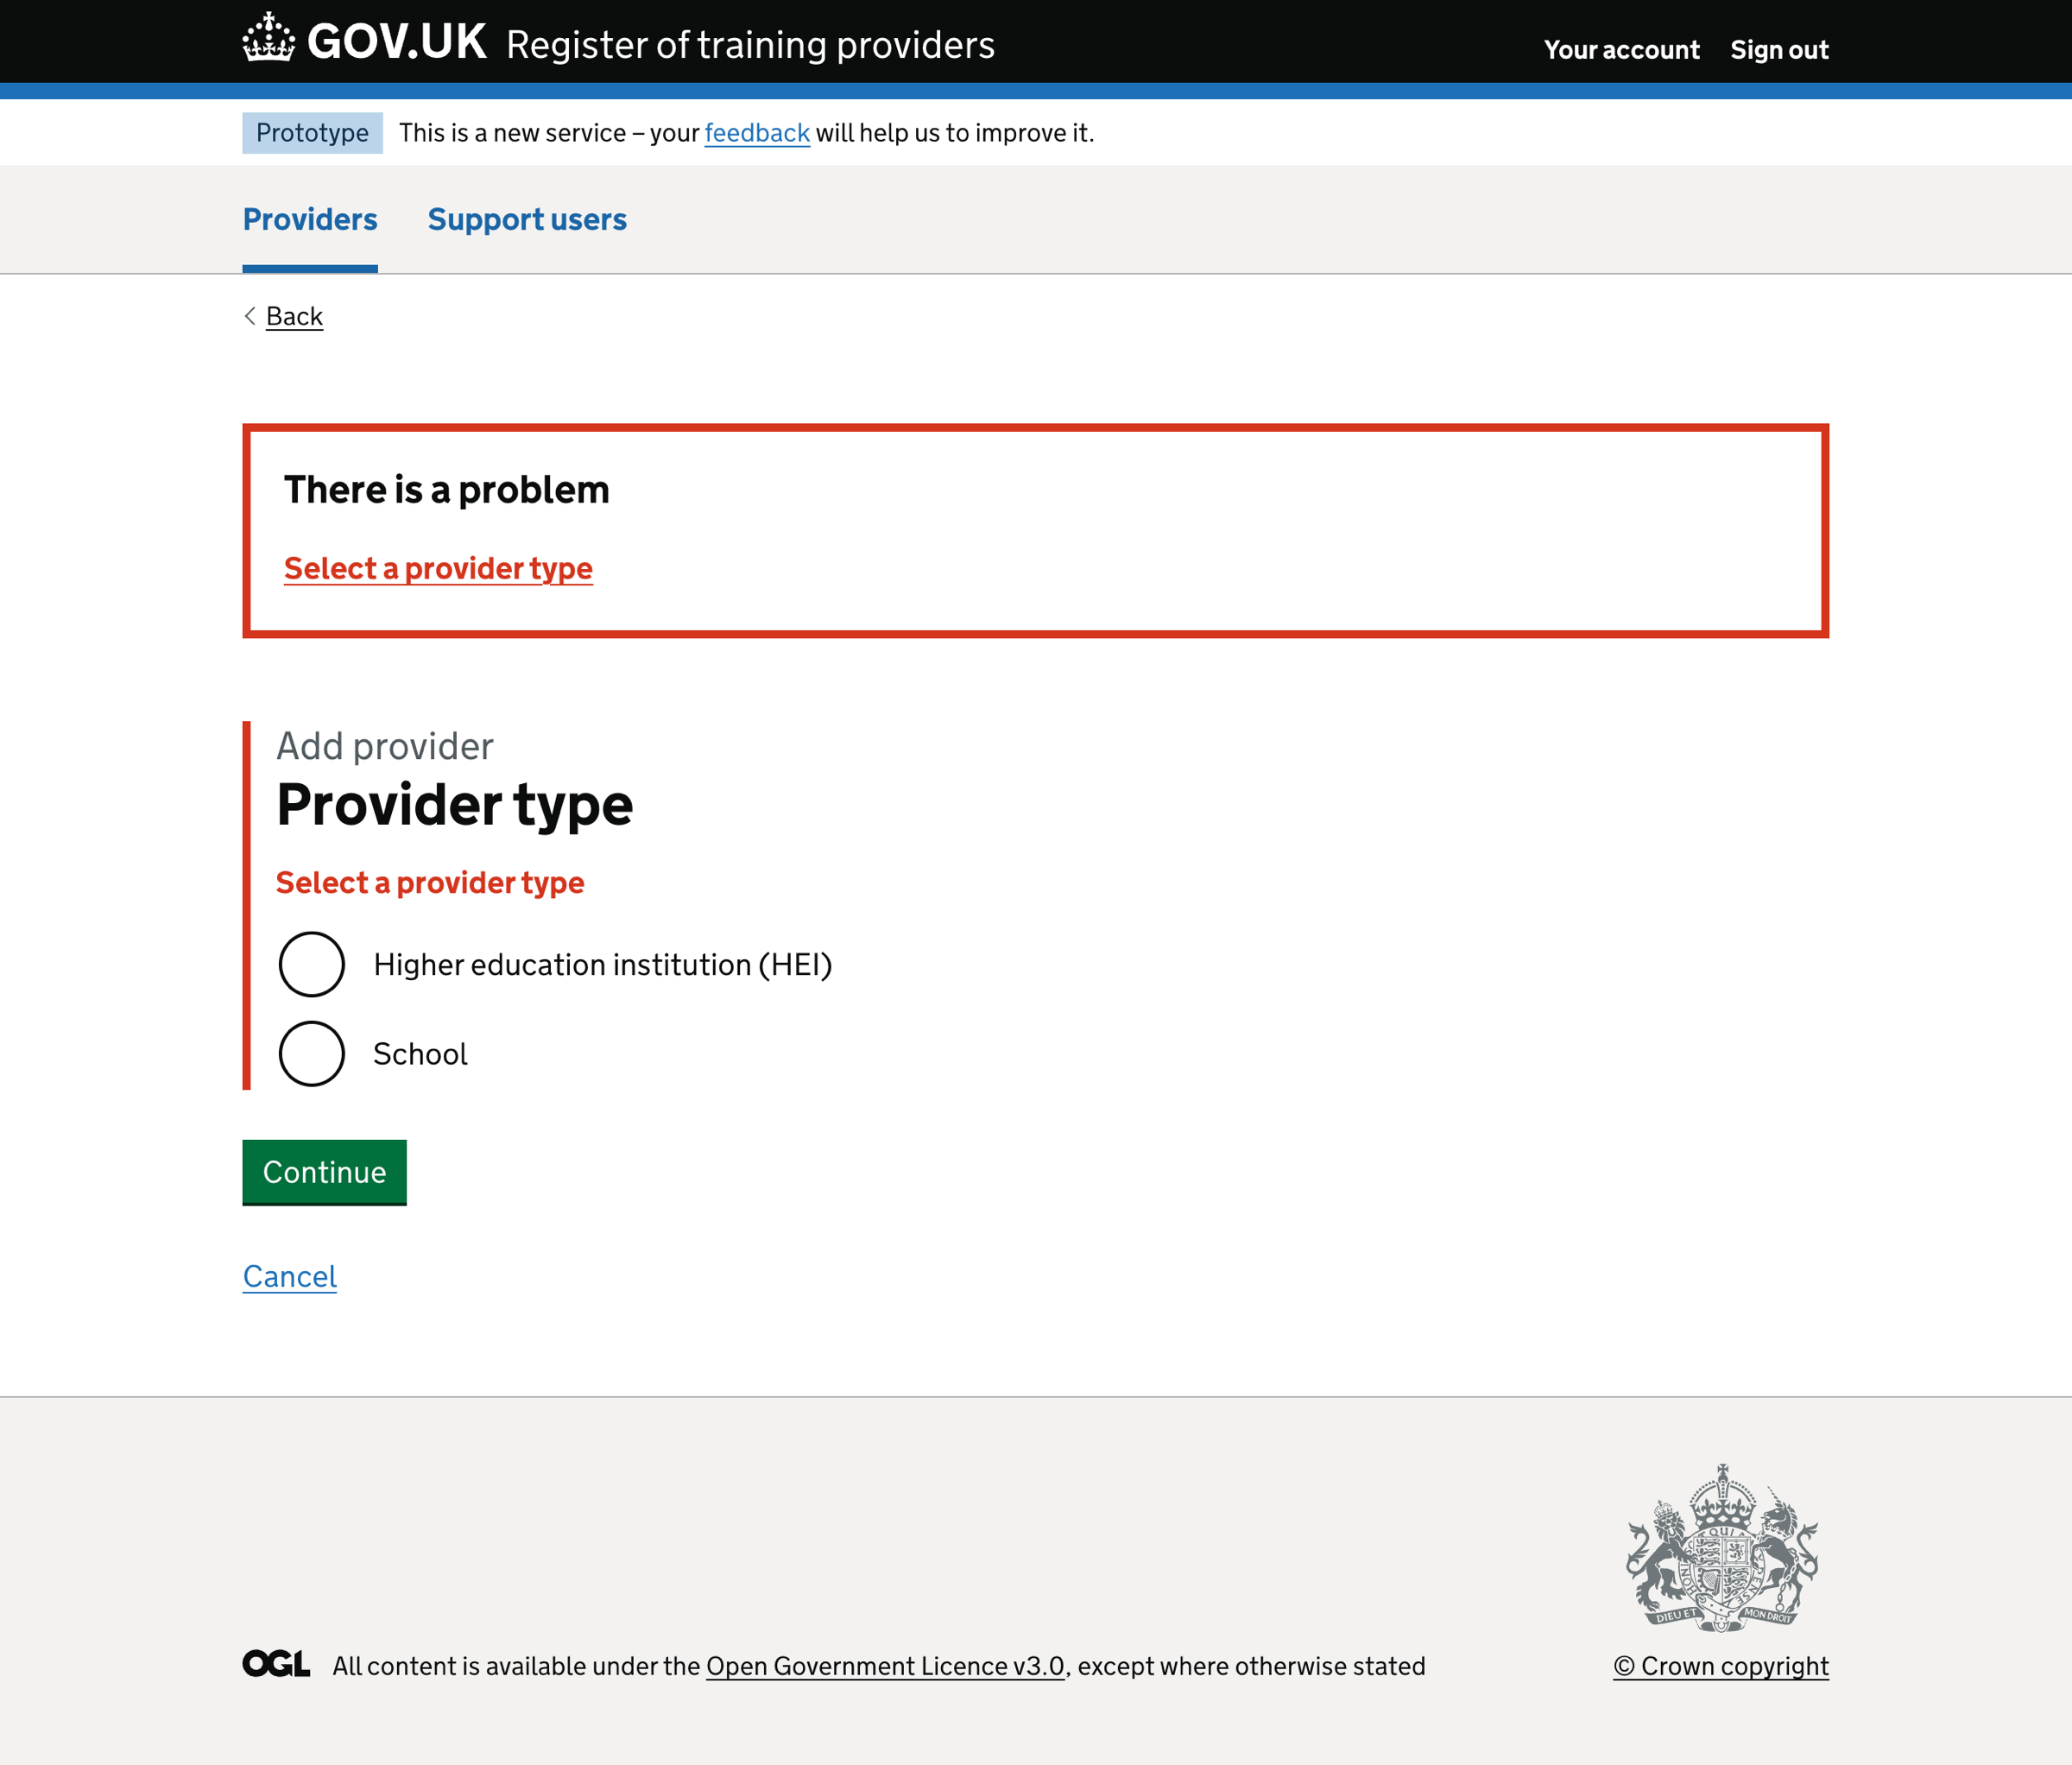 GOV.UK Register of training providers
Your account Sign out
Prototype This is a new service – your feedback will help us to improve it.
Providers Support users
Back
There is a problem
Select a provider type
Add provider
Provider type
Select a provider type
Higher education institution (HEI)
School
Continue
Cancel
DIEU ET MON DROIT
OGL All content is available under the Open Government Licence v3.0, except where otherwise stated
© Crown copyright